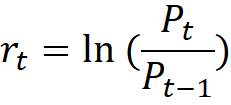 r_t = ln (P_t / P_{t-1})